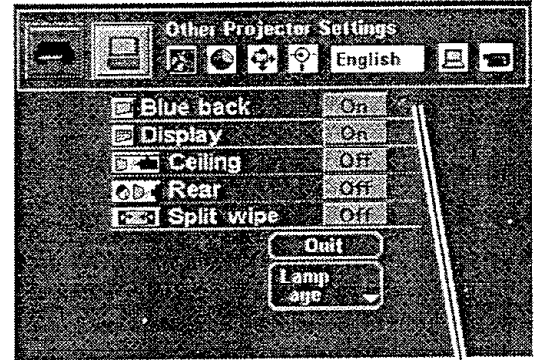 Other Projector Settings
English
Blue back On
Display On
Ceiling Off
Rear Off
Split wipe Off
Quit
Lamp
age